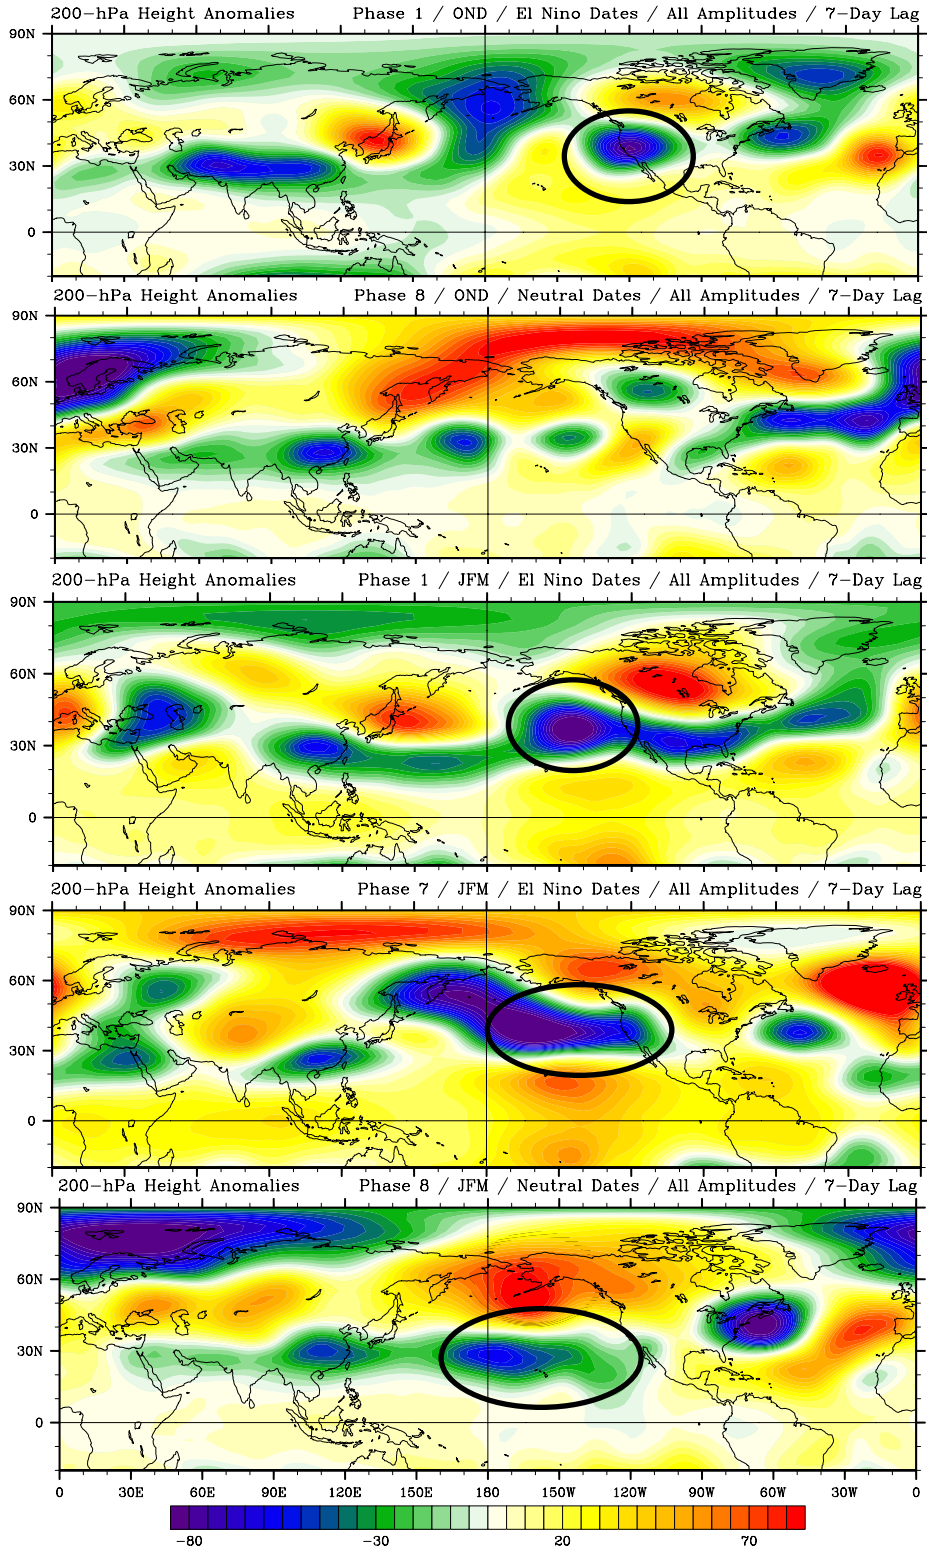 200-hPa Height Anomalies Phase 1 / OND / El Nino Dates / All Amplitudes / 7-Day Lag
90N
60N
30N
0
200-hPa Height Anomalies Phase 8 / OND / Neutral Dates / All Amplitudes / 7-Day Lag
90N
60N
30N
0
200-hPa Height Anomalies Phase 1 / JFM / El Nino Dates / All Amplitudes / 7-Day Lag
90N
60N
30N
0
200-hPa Height Anomalies Phase 7 / JFM / El Nino Dates / All Amplitudes / 7-Day Lag
90N
60N
30N
0
200-hPa Height Anomalies Phase 8 / JFM / Neutral Dates / All Amplitudes / 7-Day Lag
90N
60N
30N
0
0 30E 60E 90E 120E 150E 180 150W 120W 90W 60W 30W 0
-80 -30 20 70